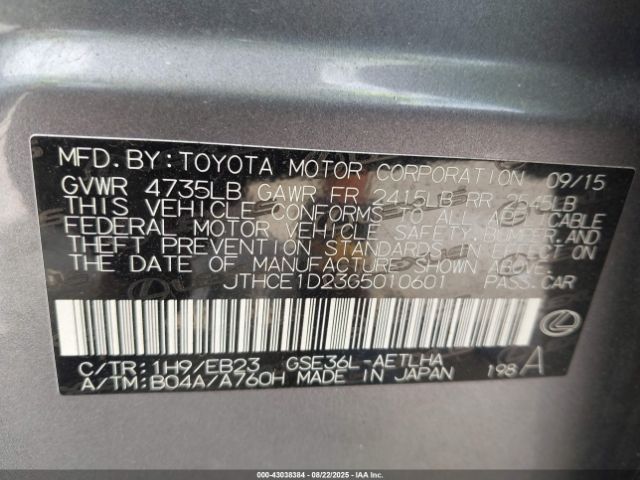 MFD.BY:TOYOTA MOTOR CORPORATION 09/15
GVWR 4735LB GAWR FR 2415LB RR 2545LB
THIS VEHICLE CONFORMS TO ALL APPLICABLE
FEDERAL MOTOR VEHICLE SAFETY,BUMPER,AND
THEFT PREVENTION STANDARDS IN EFFECT ON
THE DATE OF MANUFACTURE SHOWN ABOVE.
JTHCE1D23G5010601 PASS.CAR
C/TR:1H9/EB23 GSE36L-AETLHA
A/TM:B04A/A760H MADE IN JAPAN 198 A
000-43038384 - 08/22/2025 - IAAI.COM